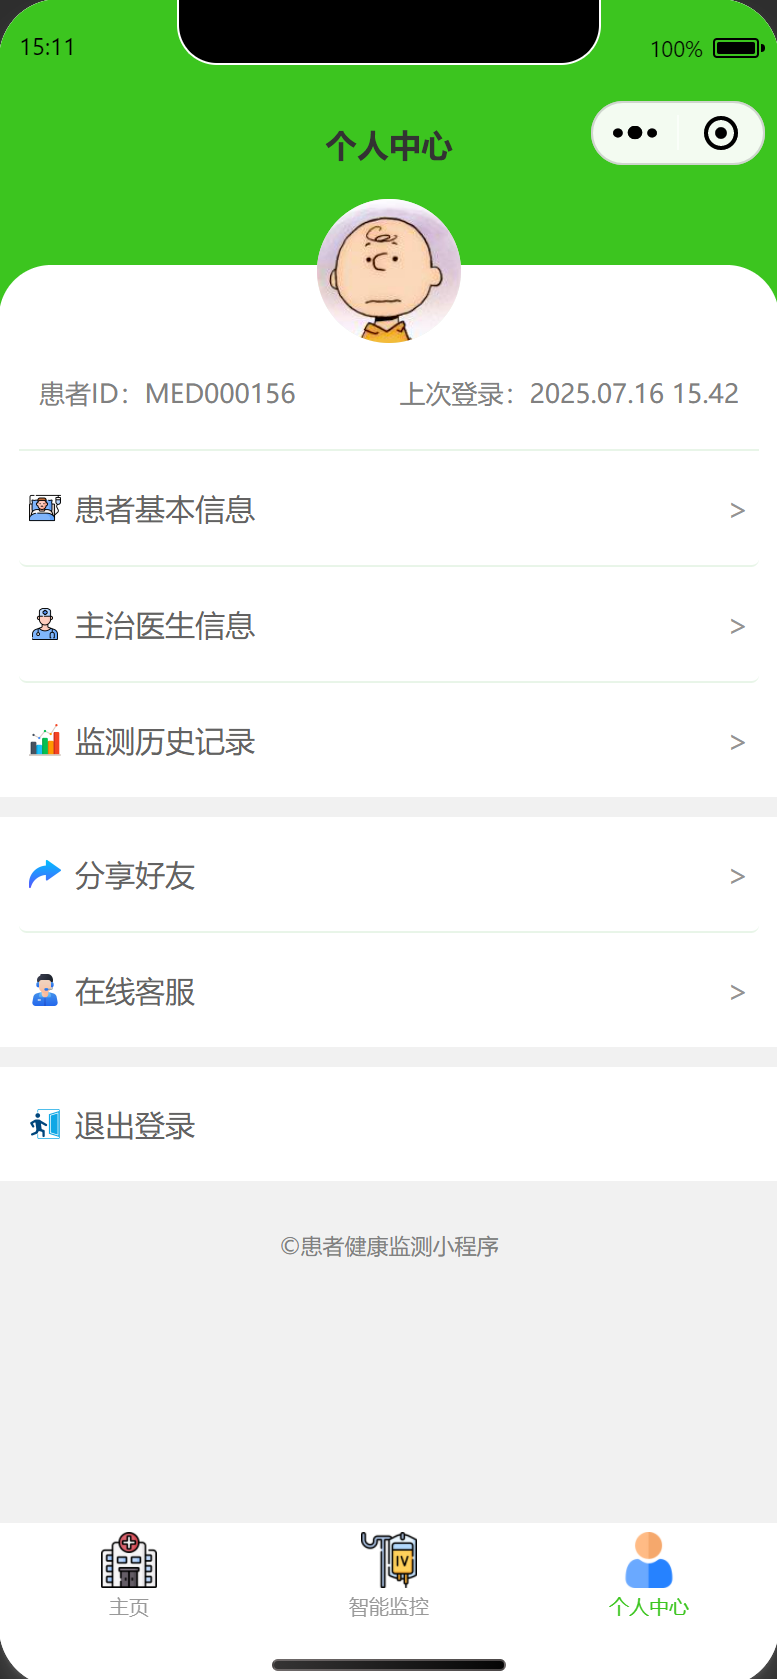 15:11
100%
个人中心
患者ID：MED000156
上次登录：2025.07.16 15.42
患者基本信息 >
主治医生信息 >
监测历史记录 >
分享好友 >
在线客服 >
退出登录
©患者健康监测小程序
IV
主页
智能监控
个人中心